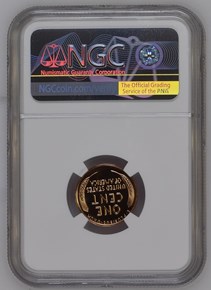 NGC
Numismatic Guaranty Corporation
NGCcoin.com
The Official Grading
Service of the PNG
ONE
CENT
UNITED STATES
OF AMERICA